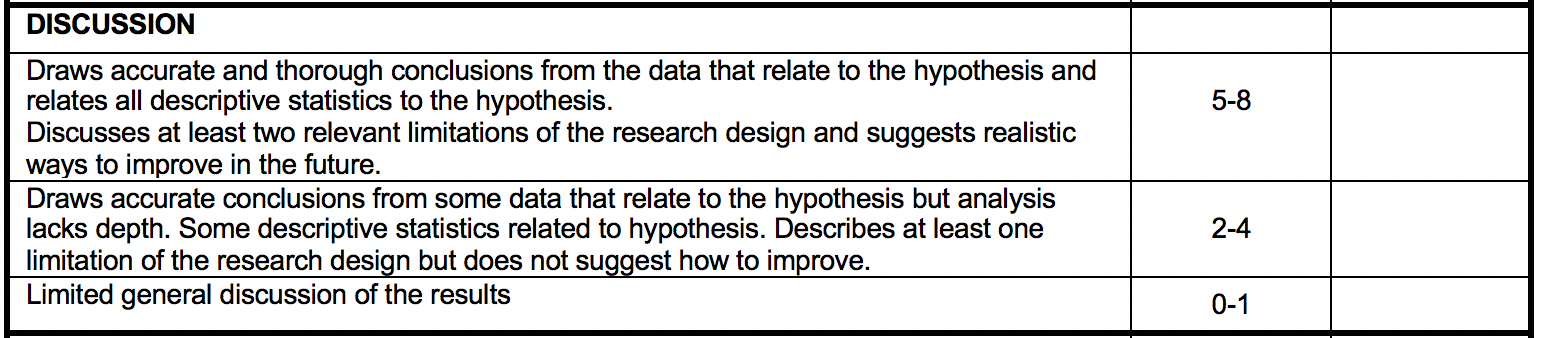 DISCUSSION
Draws accurate and thorough conclusions from the data that relate to the hypothesis and
relates all descriptive statistics to the hypothesis.
Discusses at least two relevant limitations of the research design and suggests realistic
ways to improve in the future.
5-8
Draws accurate conclusions from some data that relate to the hypothesis but analysis
lacks depth. Some descriptive statistics related to hypothesis. Describes at least one
limitation of the research design but does not suggest how to improve.
2-4
Limited general discussion of the results
0-1